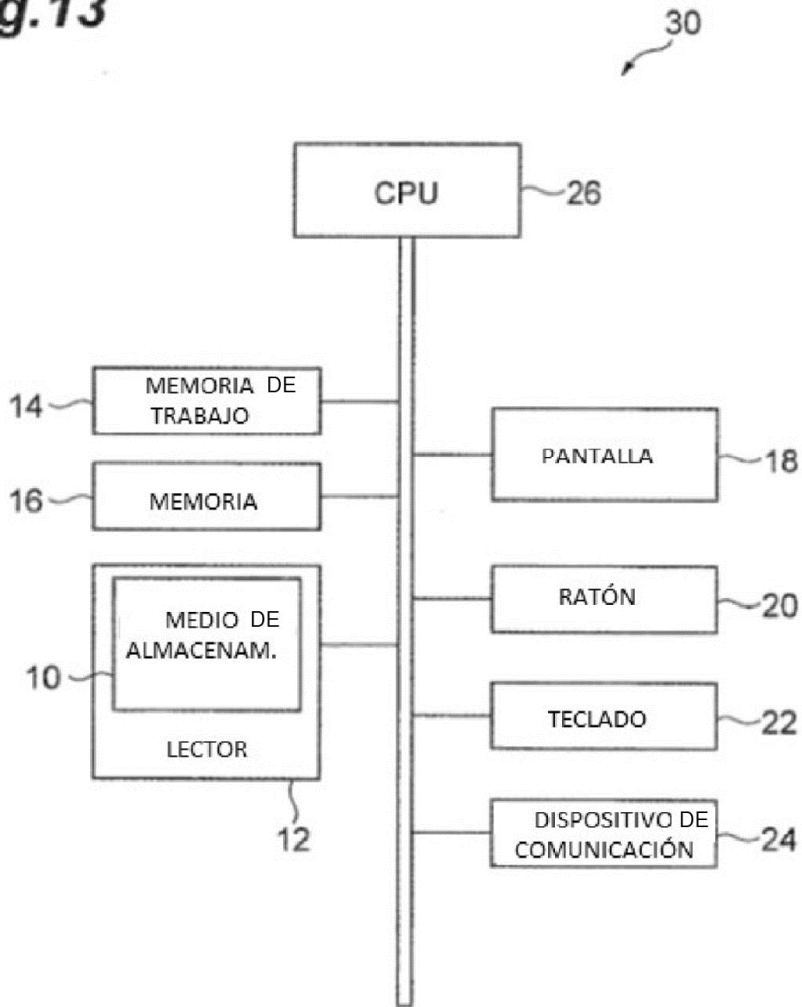 g.13
30
CPU
26
14
MEMORIA DE
TRABAJO
16
MEMORIA
PANTALLA
18
MEDIO DE
ALMACENAM.
10
LECTOR
12
RATÓN
20
TECLADO
22
DISPOSITIVO DE
COMUNICACIÓN
24